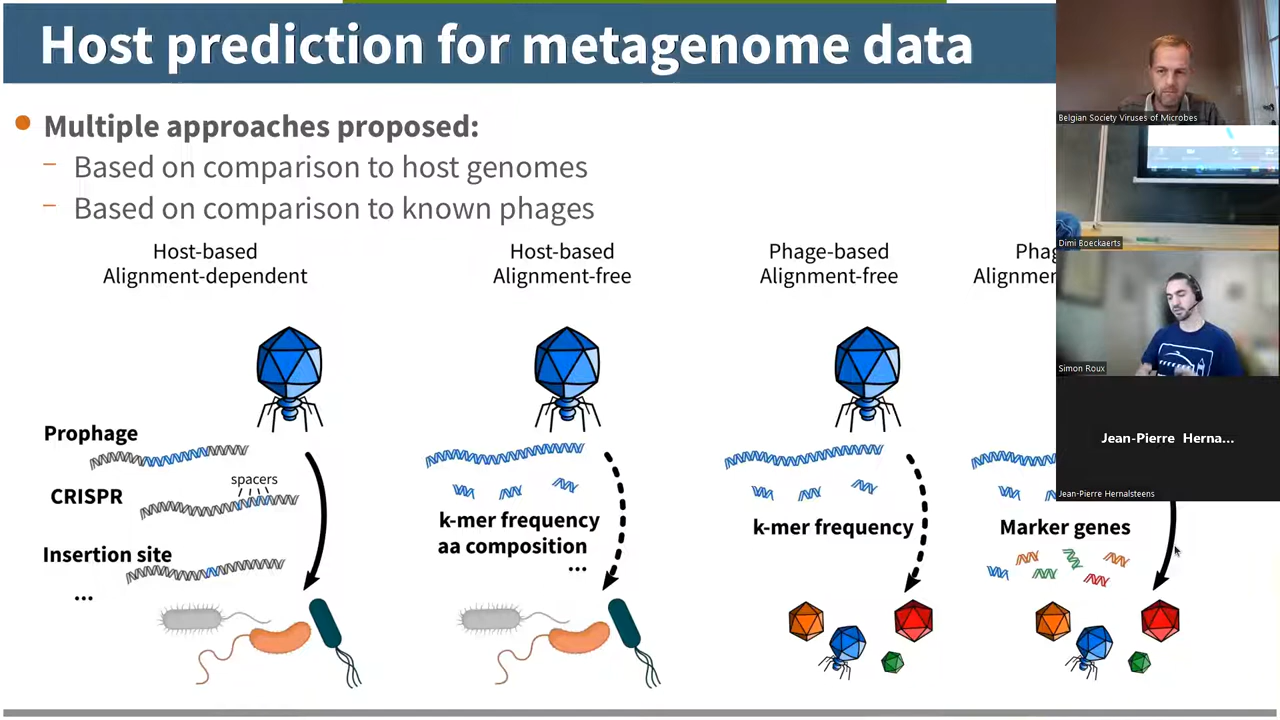 Host prediction for metagenome data
Multiple approaches proposed:
– Based on comparison to host genomes
– Based on comparison to known phages
Host-based
Alignment-dependent
Host-based
Alignment-free
Phage-based
Alignment-free
Prophage
CRISPR
spacers
Insertion site
...
k-mer frequency
aa composition
...
k-mer frequency
Marker genes
Belgian Society Viruses of Microbes
Dimi Boeckaerts
Simon Roux
Jean-Pierre Herna...
Jean-Pierre Hernalsteens